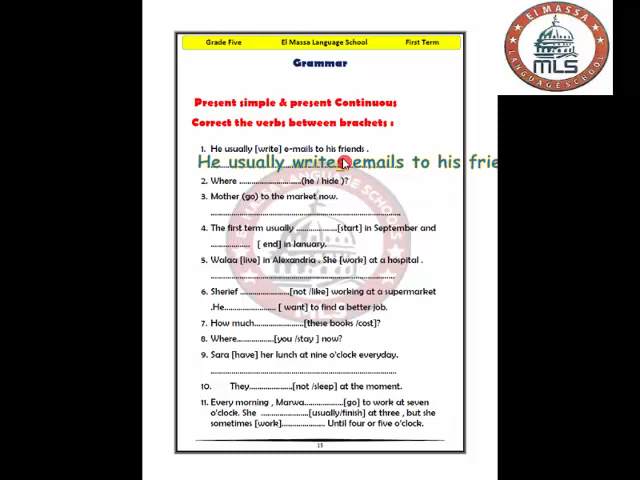 EL MASSA
MLS
LANGUAGE SCHOOL
Grade Five El Massa Language School First Term
Grammar
Present simple & present Continuous
Correct the verbs between brackets :
1. He usually [write] e-mails to his friends .
He usually writes emails to his frie
2. Where ..............................(he / hide )?
3. Mother (go) to the market now.
..........................................................................................
4. The first term usually ....................[start] in September and
.................... [ end] in January.
5. Walaa [live] in Alexandria . She [work] at a hospital .
..........................................................................................
6. Sherief .........................[not /like] working at a supermarket
.He......................... [ want] to find a better job.
7. How much........................[these books /cost]?
8. Where................[you /stay ] now?
9. Sara [have] her lunch at nine o'clock everyday.
..........................................................................................
10. They.....................[not /sleep] at the moment.
11. Every morning , Marwa...................[go] to work at seven
o'clock. She .......................[usually/finish] at three , but she
sometimes [work]..................... Until four or five o'clock.
15